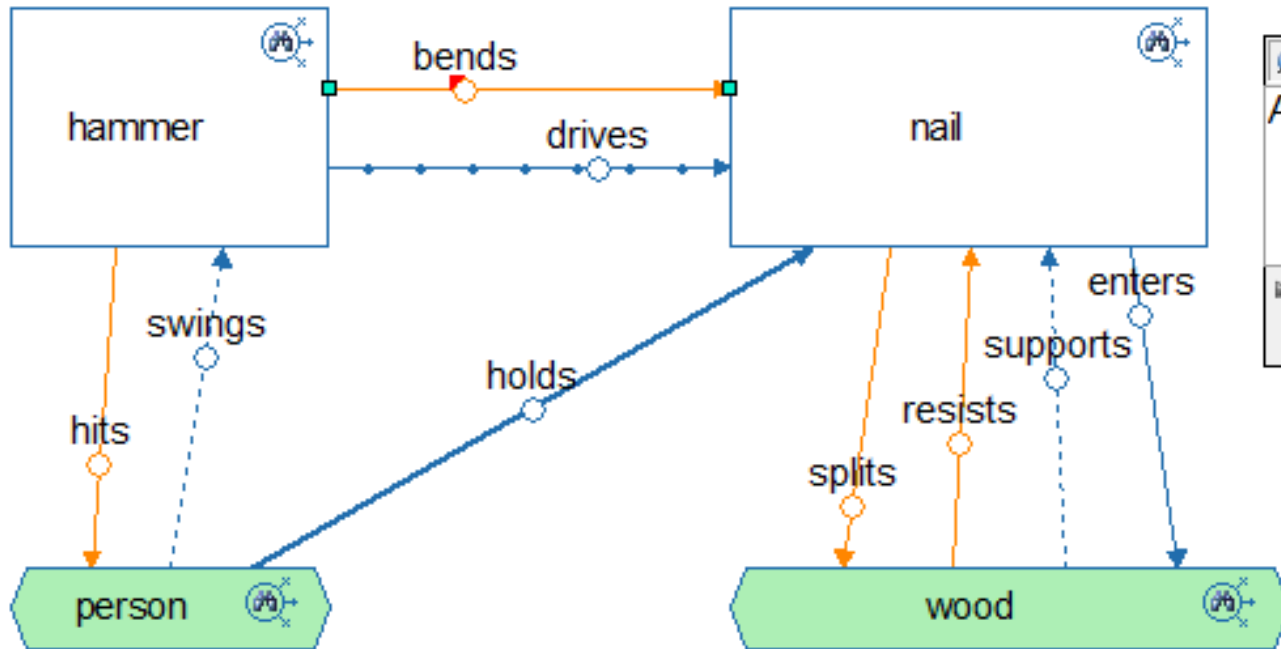 bends
hammer
drives
nail
A
swings
enters
supports
holds
resists
hits
splits
person
wood